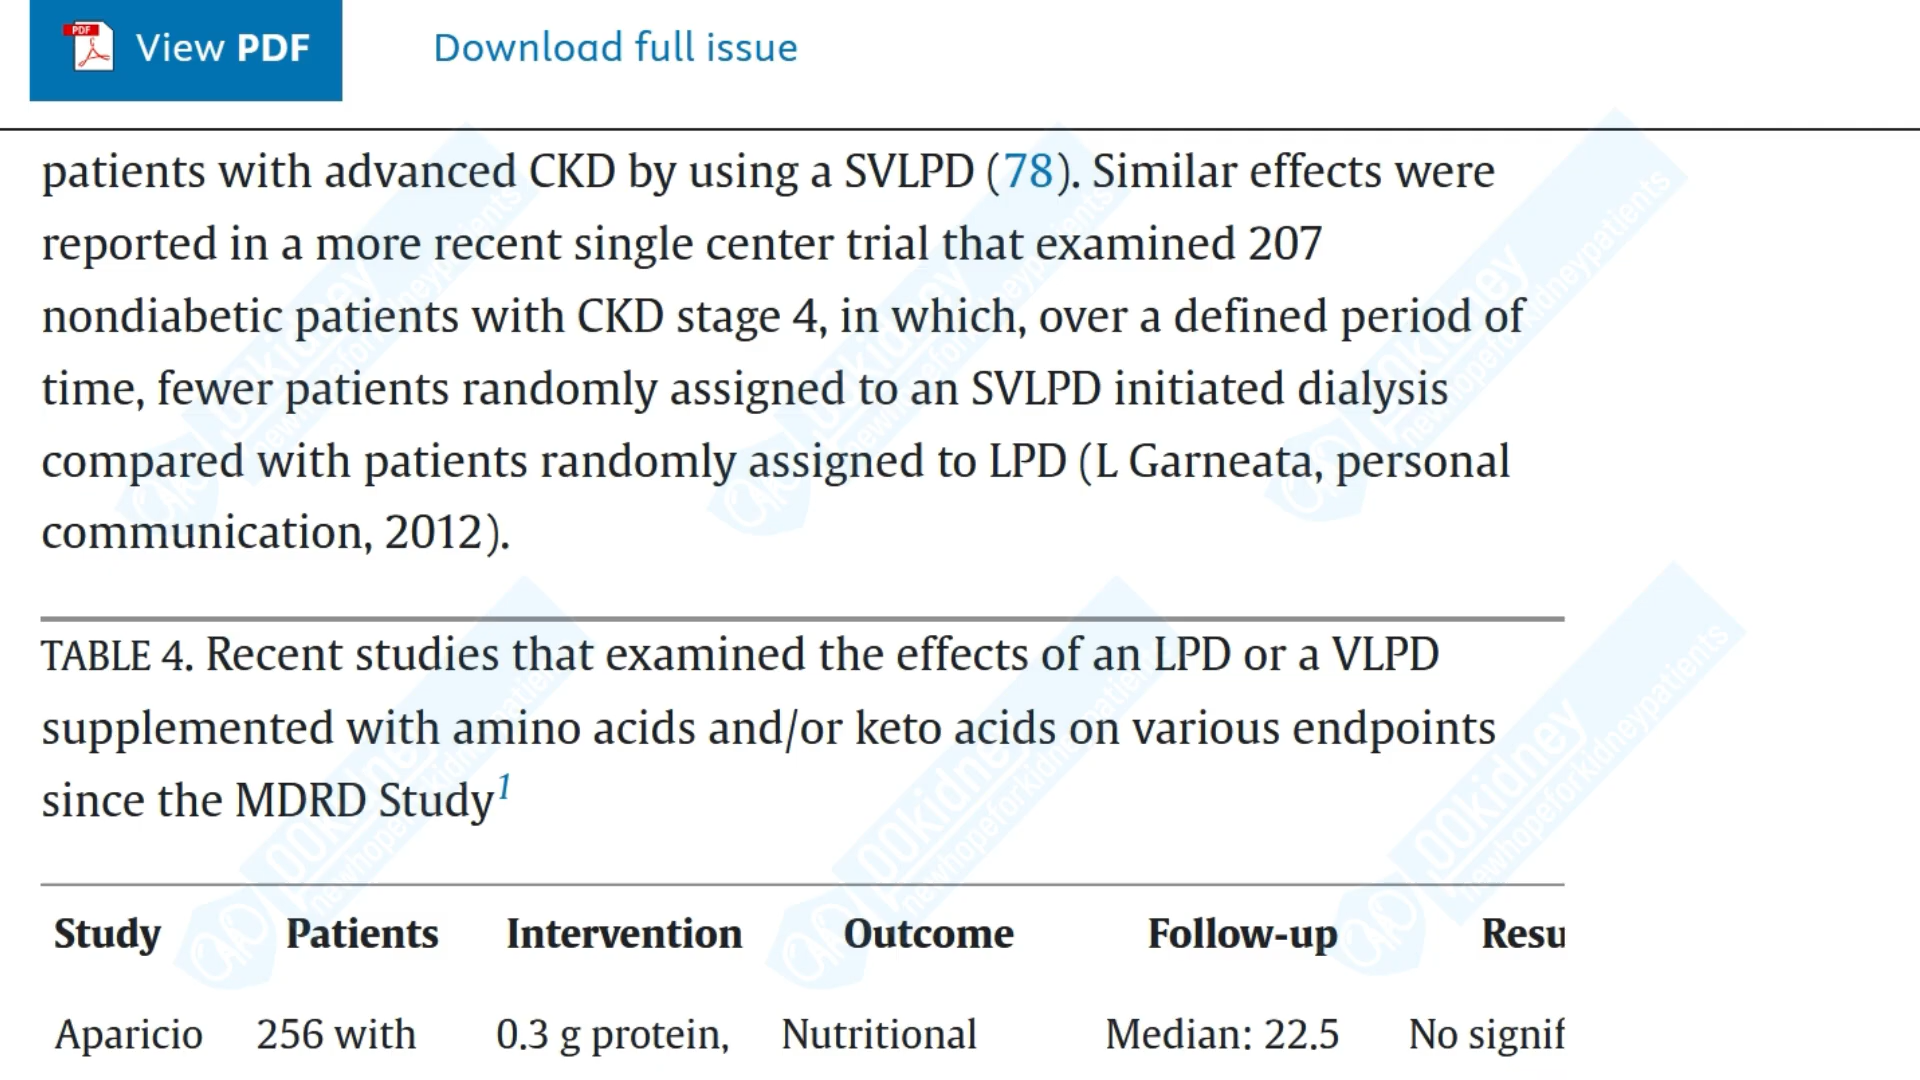 PDF
View PDF
Download full issue
patients with advanced CKD by using a SVLPD (78). Similar effects were
reported in a more recent single center trial that examined 207
nondiabetic patients with CKD stage 4, in which, over a defined period of
time, fewer patients randomly assigned to an SVLPD initiated dialysis
compared with patients randomly assigned to LPD (L Garneata, personal
communication, 2012).
TABLE 4. Recent studies that examined the effects of an LPD or a VLPD
supplemented with amino acids and/or keto acids on various endpoints
since the MDRD Study1
Study Patients Intervention Outcome Follow-up Resu
Aparicio 256 with 0.3 g protein, Nutritional Median: 22.5 No signif